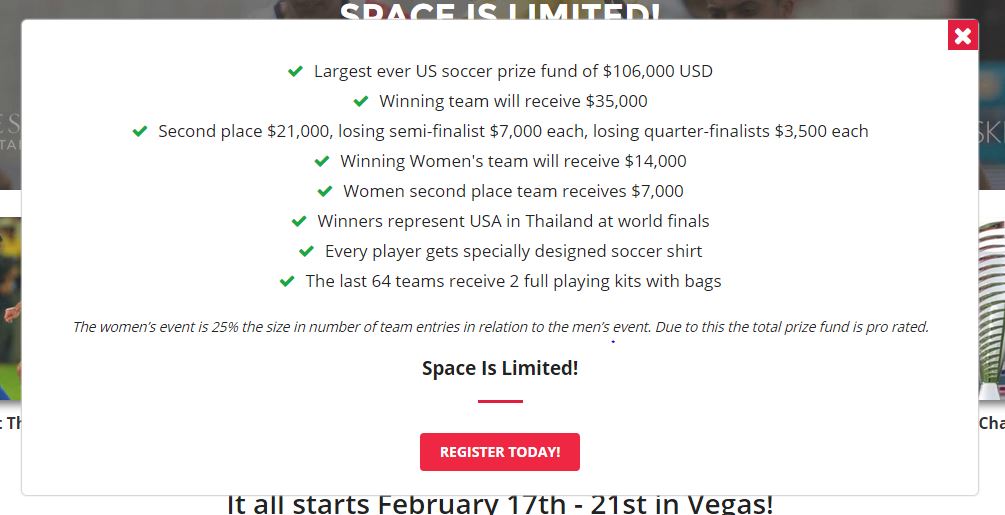 SPACE IS LIMITED!
Largest ever US soccer prize fund of $106,000 USD
Winning team will receive $35,000
Second place $21,000, losing semi-finalist $7,000 each, losing quarter-finalists $3,500 each
Winning Women's team will receive $14,000
Women second place team receives $7,000
Winners represent USA in Thailand at world finals
Every player gets specially designed soccer shirt
The last 64 teams receive 2 full playing kits with bags
The women's event is 25% the size in number of team entries in relation to the men's event. Due to this the total prize fund is pro rated.
Space Is Limited!
REGISTER TODAY!
It all starts February 17th - 21st in Vegas!